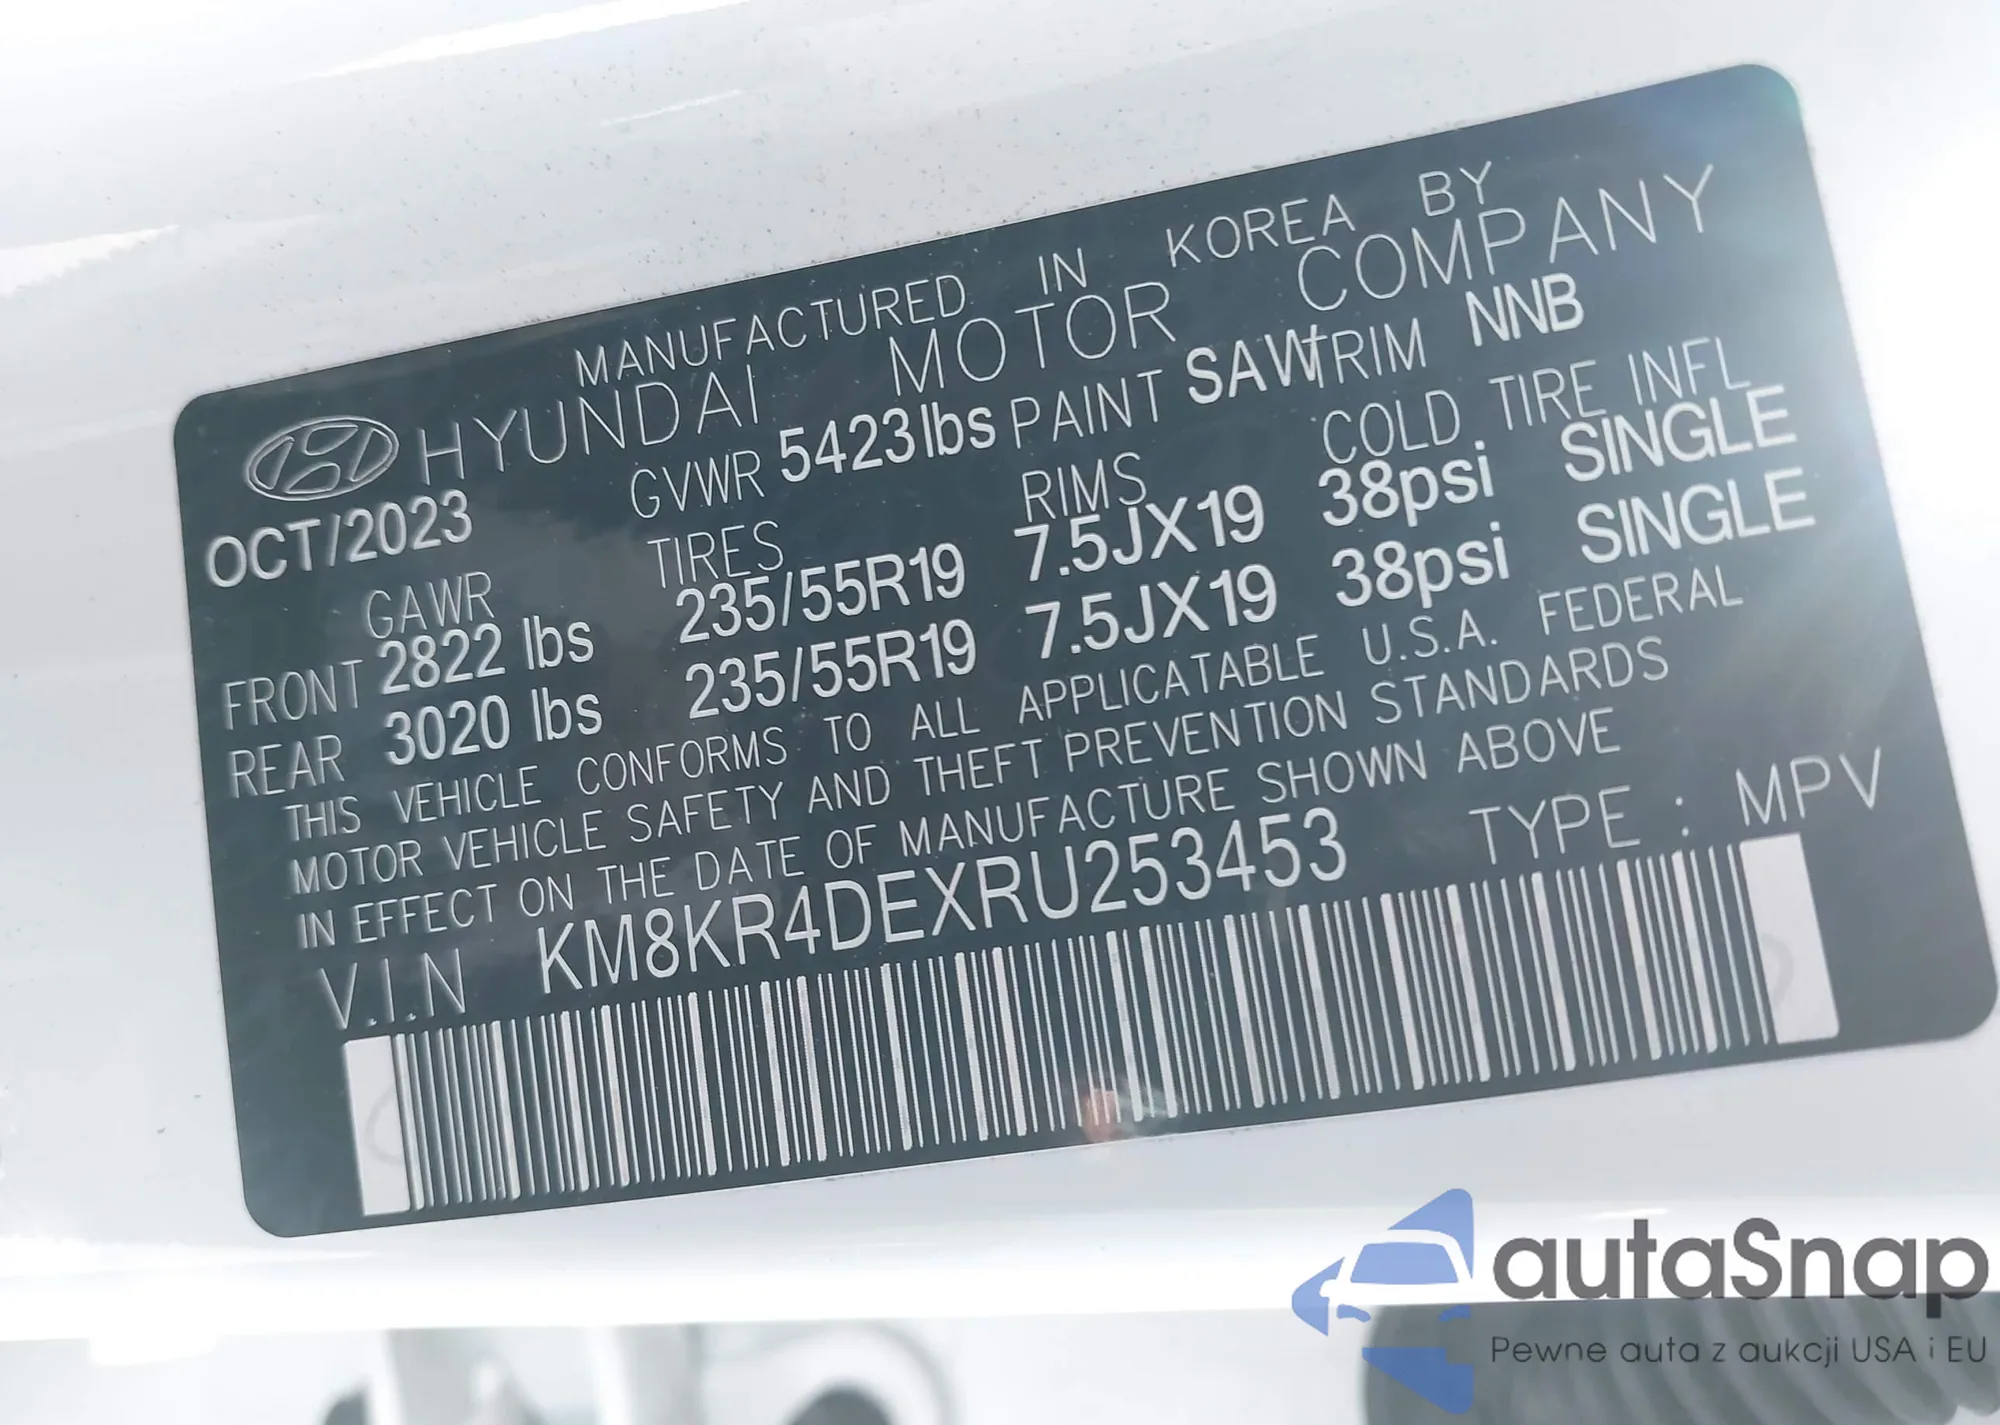 MANUFACTURED IN KOREA BY
HYUNDAI MOTOR COMPANY
OCT/2023 GVWR 5423lbs PAINT SAW TRIM NNB
GAWR TIRES RIMS COLD TIRE INFL.
FRONT 2822 lbs 235/55R19 7.5JX19 38psi SINGLE
REAR 3020 lbs 235/55R19 7.5JX19 38psi SINGLE
THIS VEHICLE CONFORMS TO ALL APPLICATABLE U.S.A. FEDERAL
MOTOR VEHICLE SAFETY AND THEFT PREVENTION STANDARDS
IN EFFECT ON THE DATE OF MANUFACTURE SHOWN ABOVE
V.I.N KM8KR4DEXRU253453 TYPE : MPV
autaSnap
Pewne auta z aukcji USA i EU